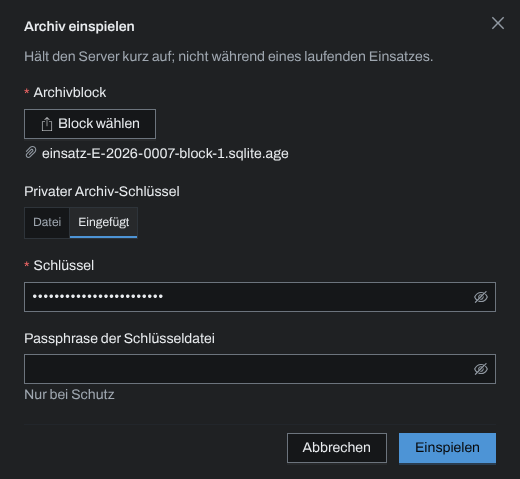 Archiv einspielen
Hält den Server kurz auf; nicht während eines laufenden Einsatzes.
* Archivblock
Block wählen
einsatz-E-2026-0007-block-1.sqlite.age
Privater Archiv-Schlüssel
Datei Eingefügt
* Schlüssel
••••••••••••••••••••••••
Passphrase der Schlüsseldatei
Nur bei Schutz
Abbrechen Einspielen